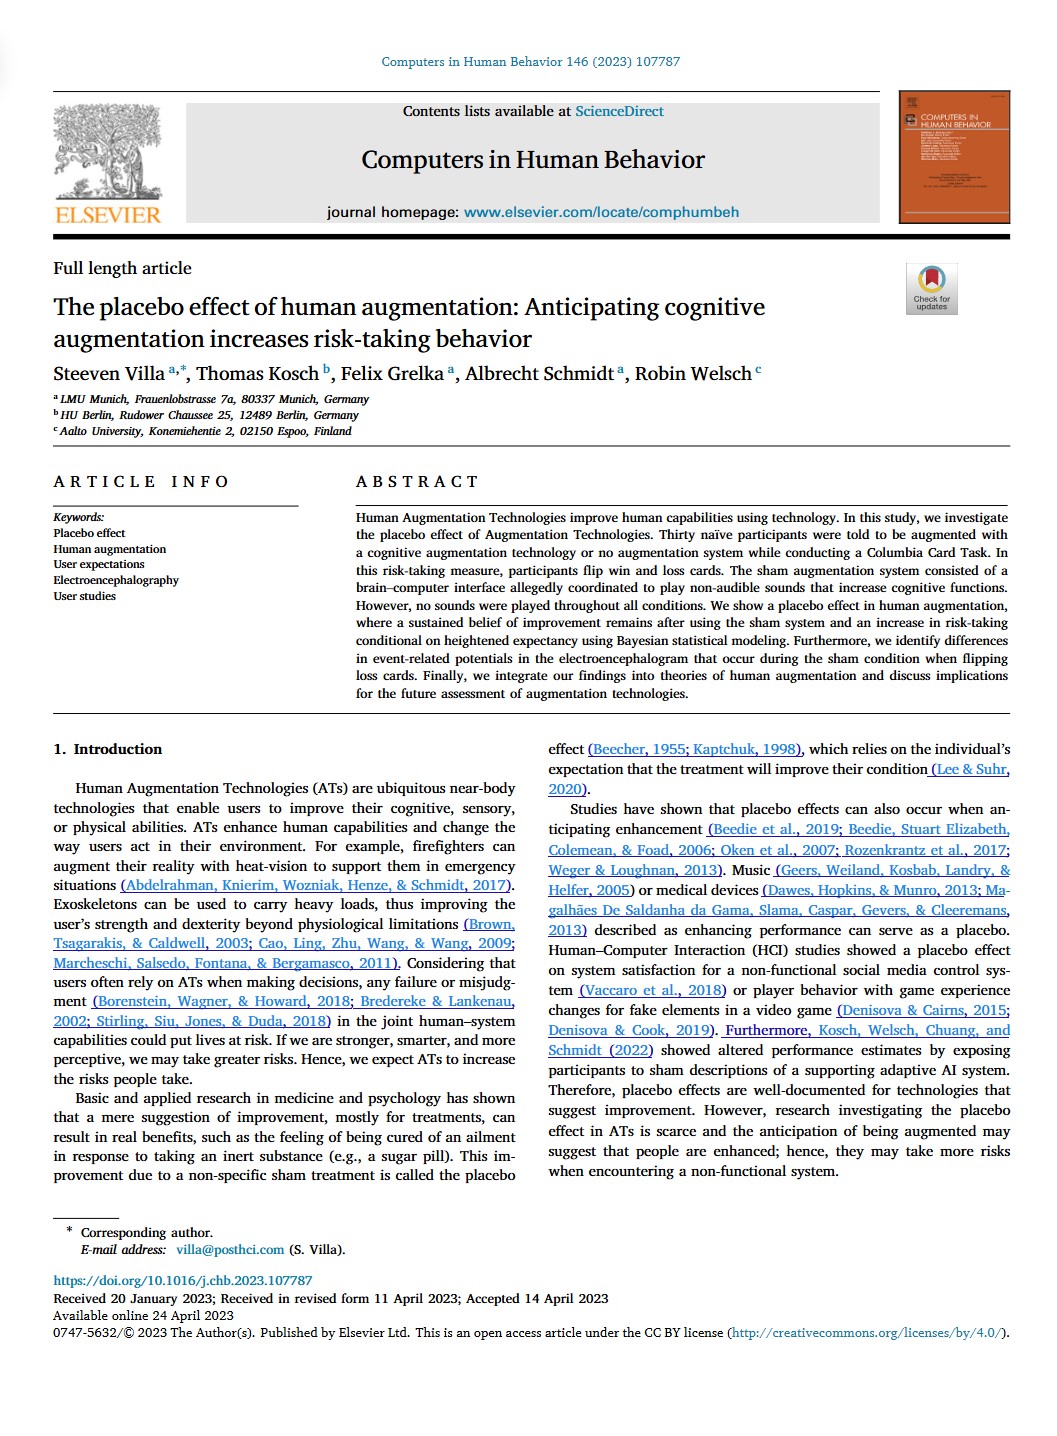 Computers in Human Behavior 146 (2023) 107787
Contents lists available at ScienceDirect
Computers in Human Behavior
journal homepage: www.elsevier.com/locate/comphumbeh
ELSEVIER
COMPUTERS IN
HUMAN BEHAVIOR
Full length article
Check for
updates
The placebo effect of human augmentation: Anticipating cognitive
augmentation increases risk-taking behavior
Steeven Villa a,*, Thomas Kosch b, Felix Grelka a, Albrecht Schmidt a, Robin Welsch c
a LMU Munich, Frauenlobstrasse 7a, 80337 Munich, Germany
b HU Berlin, Rudower Chaussee 25, 12489 Berlin, Germany
c Aalto University, Konemiehentie 2, 02150 Espoo, Finland
ARTICLE INFO
Keywords:
Placebo effect
Human augmentation
User expectations
Electroencephalography
User studies
ABSTRACT
Human Augmentation Technologies improve human capabilities using technology. In this study, we investigate
the placebo effect of Augmentation Technologies. Thirty naïve participants were told to be augmented with
a cognitive augmentation technology or no augmentation system while conducting a Columbia Card Task. In
this risk-taking measure, participants flip win and loss cards. The sham augmentation system consisted of a
brain–computer interface allegedly coordinated to play non-audible sounds that increase cognitive functions.
However, no sounds were played throughout all conditions. We show a placebo effect in human augmentation,
where a sustained belief of improvement remains after using the sham system and an increase in risk-taking
conditional on heightened expectancy using Bayesian statistical modeling. Furthermore, we identify differences
in event-related potentials in the electroencephalogram that occur during the sham condition when flipping
loss cards. Finally, we integrate our findings into theories of human augmentation and discuss implications
for the future assessment of augmentation technologies.
1. Introduction
Human Augmentation Technologies (ATs) are ubiquitous near-body
technologies that enable users to improve their cognitive, sensory,
or physical abilities. ATs enhance human capabilities and change the
way users act in their environment. For example, firefighters can
augment their reality with heat-vision to support them in emergency
situations (Abdelrahman, Knierim, Wozniak, Henze, & Schmidt, 2017).
Exoskeletons can be used to carry heavy loads, thus improving the
user's strength and dexterity beyond physiological limitations (Brown,
Tsagarakis, & Caldwell, 2003; Cao, Ling, Zhu, Wang, & Wang, 2009;
Marcheschi, Salsedo, Fontana, & Bergamasco, 2011). Considering that
users often rely on ATs when making decisions, any failure or misjudg-
ment (Borenstein, Wagner, & Howard, 2018; Bredereke & Lankenau,
2002; Stirling, Siu, Jones, & Duda, 2018) in the joint human–system
capabilities could put lives at risk. If we are stronger, smarter, and more
perceptive, we may take greater risks. Hence, we expect ATs to increase
the risks people take.
Basic and applied research in medicine and psychology has shown
that a mere suggestion of improvement, mostly for treatments, can
result in real benefits, such as the feeling of being cured of an ailment
in response to taking an inert substance (e.g., a sugar pill). This im-
provement due to a non-specific sham treatment is called the placebo
effect (Beecher, 1955; Kaptchuk, 1998), which relies on the individual's
expectation that the treatment will improve their condition (Lee & Suhr,
2020).
Studies have shown that placebo effects can also occur when an-
ticipating enhancement (Beedie et al., 2019; Beedie, Stuart Elizabeth,
Colemean, & Foad, 2006; Oken et al., 2007; Rozenkrantz et al., 2017;
Weger & Loughnan, 2013). Music (Geers, Weiland, Kosbab, Landry, &
Helfer, 2005) or medical devices (Dawes, Hopkins, & Munro, 2013; Ma-
galhães De Saldanha da Gama, Slama, Caspar, Gevers, & Cleeremans,
2013) described as enhancing performance can serve as a placebo.
Human–Computer Interaction (HCI) studies showed a placebo effect
on system satisfaction for a non-functional social media control sys-
tem (Vaccaro et al., 2018) or player behavior with game experience
changes for fake elements in a video game (Denisova & Cairns, 2015;
Denisova & Cook, 2019). Furthermore, Kosch, Welsch, Chuang, and
Schmidt (2022) showed altered performance estimates by exposing
participants to sham descriptions of a supporting adaptive AI system.
Therefore, placebo effects are well-documented for technologies that
suggest improvement. However, research investigating the placebo
effect in ATs is scarce and the anticipation of being augmented may
suggest that people are enhanced; hence, they may take more risks
when encountering a non-functional system.
* Corresponding author.
E-mail address: villa@posthci.com (S. Villa).
https://doi.org/10.1016/j.chb.2023.107787
Received 20 January 2023; Received in revised form 11 April 2023; Accepted 14 April 2023
Available online 24 April 2023
0747-5632/© 2023 The Author(s). Published by Elsevier Ltd. This is an open access article under the CC BY license (http://creativecommons.org/licenses/by/4.0/).